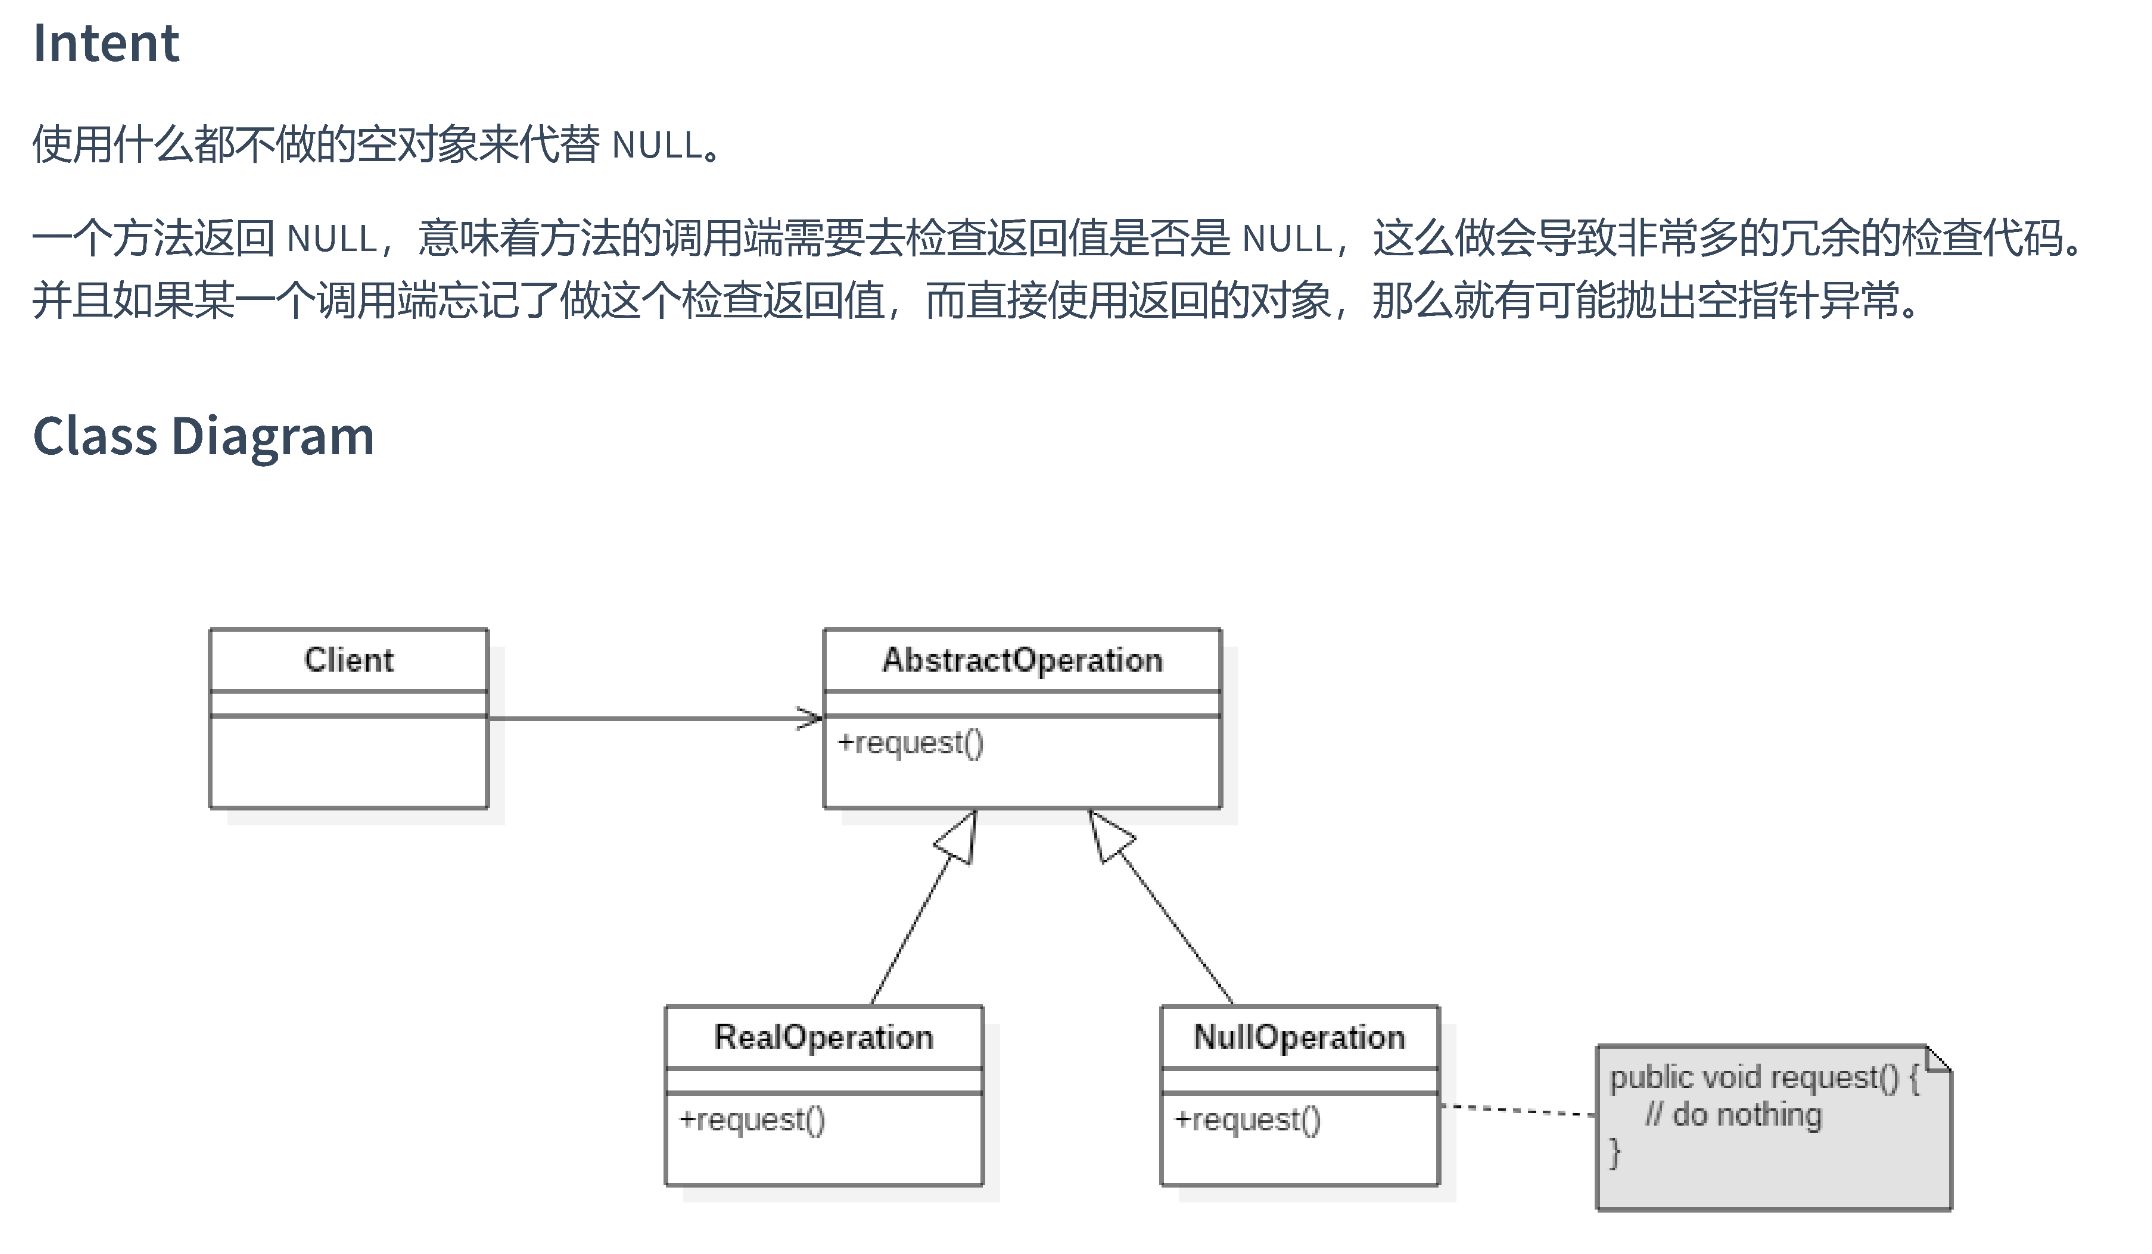 Intent
使用什么都不做的空对象来代替 NULL。
一个方法返回 NULL，意味着方法的调用端需要去检查返回值是否是 NULL，这么做会导致非常多的冗余的检查代码。
并且如果某一个调用端忘记了做这个检查返回值，而直接使用返回的对象，那么就有可能抛出空指针异常。
Class Diagram
Client
AbstractOperation
+request()
RealOperation
+request()
NullOperation
+request()
public void request() {
// do nothing
}